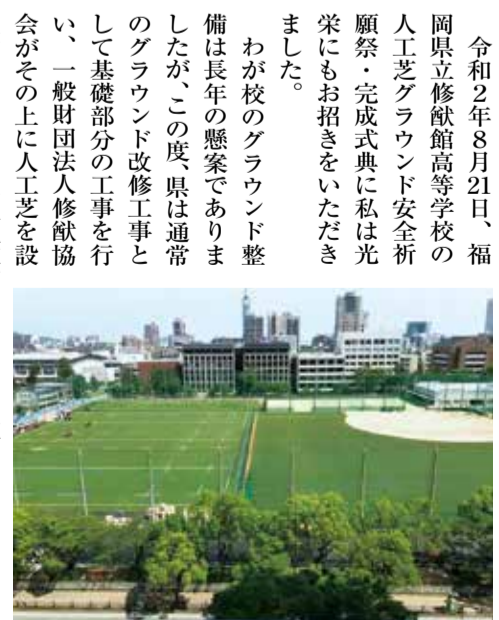 令和２年８月21日、福
岡県立修猷館高等学校の
人工芝グラウンド安全祈
願祭・完成式典に私は光
栄にもお招きをいただき
ました。
わが校のグラウンド整
備は長年の懸案でありま
したが、この度、県は通常
のグラウンド改修工事と
して基礎部分の工事を行
い、一般財団法人修猷協
会がその上に人工芝を設